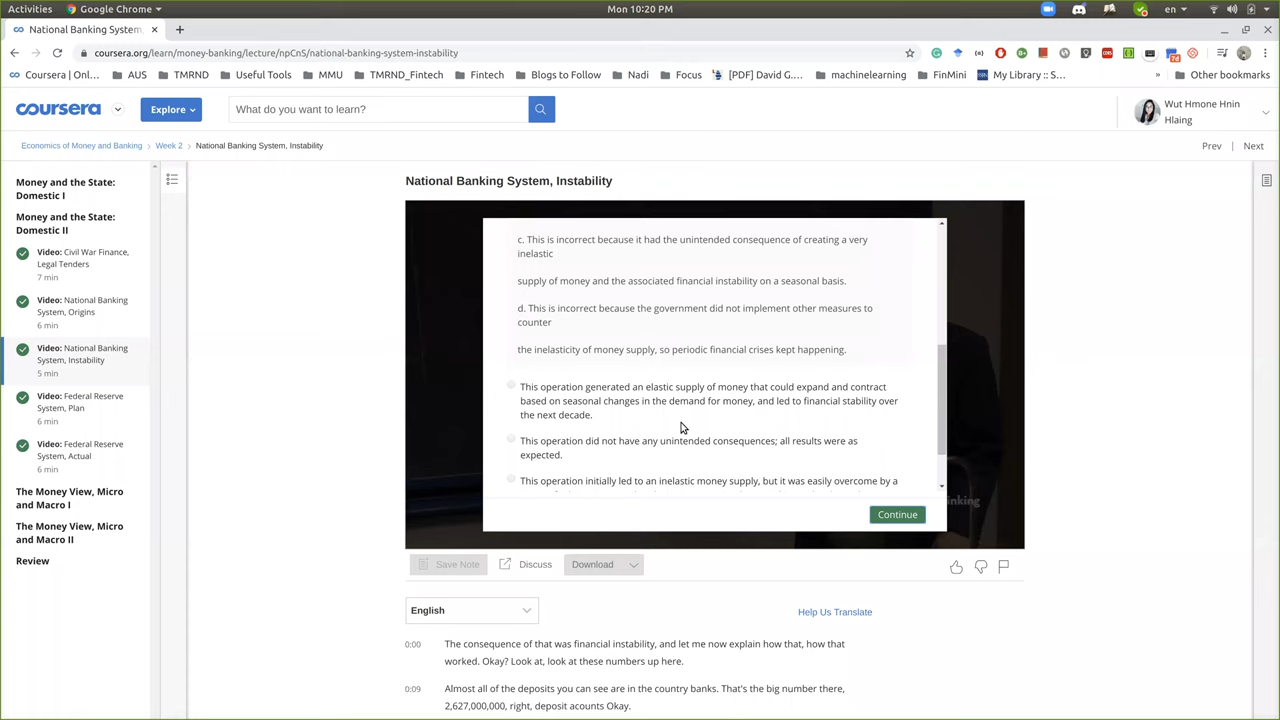 Activities
Google Chrome
Mon 10:20 PM
en
National Banking System,
coursera.org/learn/money-banking/lecture/npCnS/national-banking-system-instability
Coursera | Onl…
AUS
TMRND
Useful Tools
MMU
TMRND_Fintech
Fintech
Blogs to Follow
Nadi
Focus
[PDF] David G.…
machinelearning
FinMini
My Library :: S…
»
Other bookmarks
coursera
Explore
What do you want to learn?
Wut Hmone Hnin
Hlaing
Economics of Money and Banking
Week 2
National Banking System, Instability
Prev
Next
Money and the State:
Domestic I
Money and the State:
Domestic II
Video: Civil War Finance,
Legal Tenders
7 min
Video: National Banking
System, Origins
6 min
Video: National Banking
System, Instability
5 min
Video: Federal Reserve
System, Plan
6 min
Video: Federal Reserve
System, Actual
6 min
The Money View, Micro
and Macro I
The Money View, Micro
and Macro II
Review
National Banking System, Instability
c. This is incorrect because it had the unintended consequence of creating a very
inelastic
supply of money and the associated financial instability on a seasonal basis.
d. This is incorrect because the government did not implement other measures to
counter
the inelasticity of money supply, so periodic financial crises kept happening.
This operation generated an elastic supply of money that could expand and contract
based on seasonal changes in the demand for money, and led to financial stability over
the next decade.
This operation did not have any unintended consequences; all results were as
expected.
This operation initially led to an inelastic money supply, but it was easily overcome by a
Continue
Save Note
Discuss
Download
English
Help Us Translate
0:00
The consequence of that was financial instability, and let me now explain how that, how that
worked. Okay? Look at, look at these numbers up here.
0:09
Almost all of the deposits you can see are in the country banks. That's the big number there,
2,627,000,000, right, deposit acounts Okay.